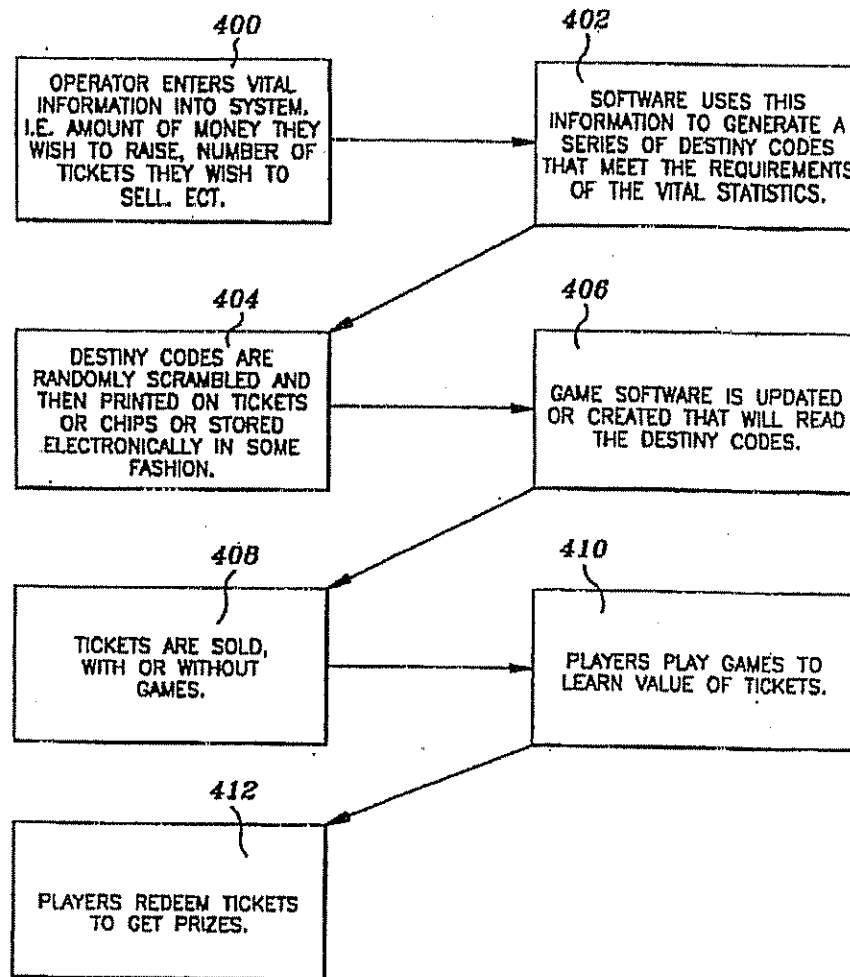 400
OPERATOR ENTERS VITAL
INFORMATION INTO SYSTEM.
I.E. AMOUNT OF MONEY THEY
WISH TO RAISE, NUMBER OF
TICKETS THEY WISH TO
SELL. ECT.
402
SOFTWARE USES THIS
INFORMATION TO GENERATE A
SERIES OF DESTINY CODES
THAT MEET THE REQUIREMENTS
OF THE VITAL STATISTICS.
404
DESTINY CODES ARE
RANDOMLY SCRAMBLED AND
THEN PRINTED ON TICKETS
OR CHIPS OR STORED
ELECTRONICALLY IN SOME
FASHION.
406
GAME SOFTWARE IS UPDATED
OR CREATED THAT WILL READ
THE DESTINY CODES.
408
TICKETS ARE SOLD,
WITH OR WITHOUT
GAMES.
410
PLAYERS PLAY GAMES TO
LEARN VALUE OF TICKETS.
412
PLAYERS REDEEM TICKETS
TO GET PRIZES.